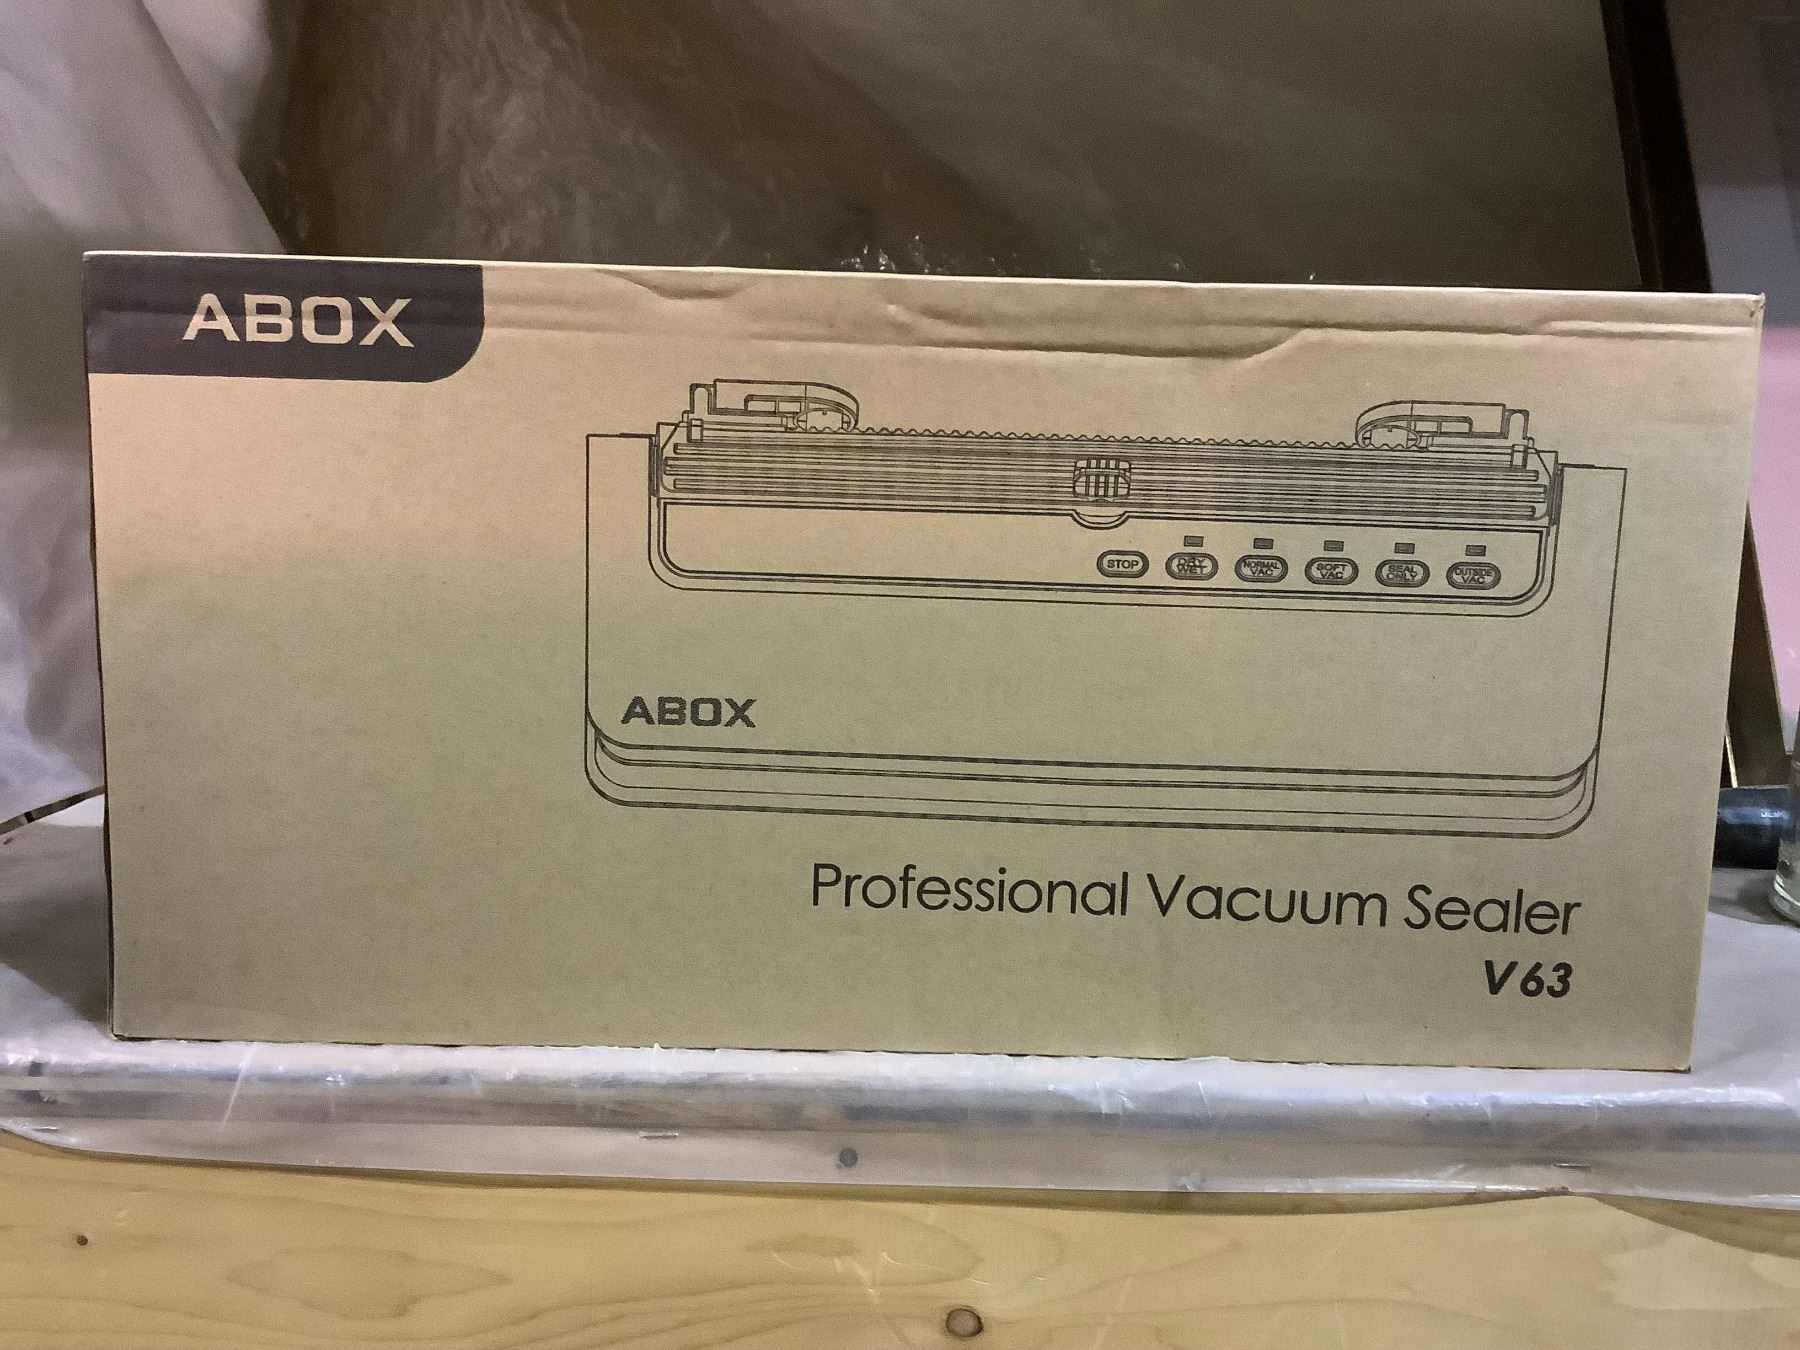 ABOX
STOP
DRY
WET
NORMAL
VAC
SOFT
VAC
SEAL
ONLY
OUTSIDE
VAC
ABOX
Professional Vacuum Sealer
V63